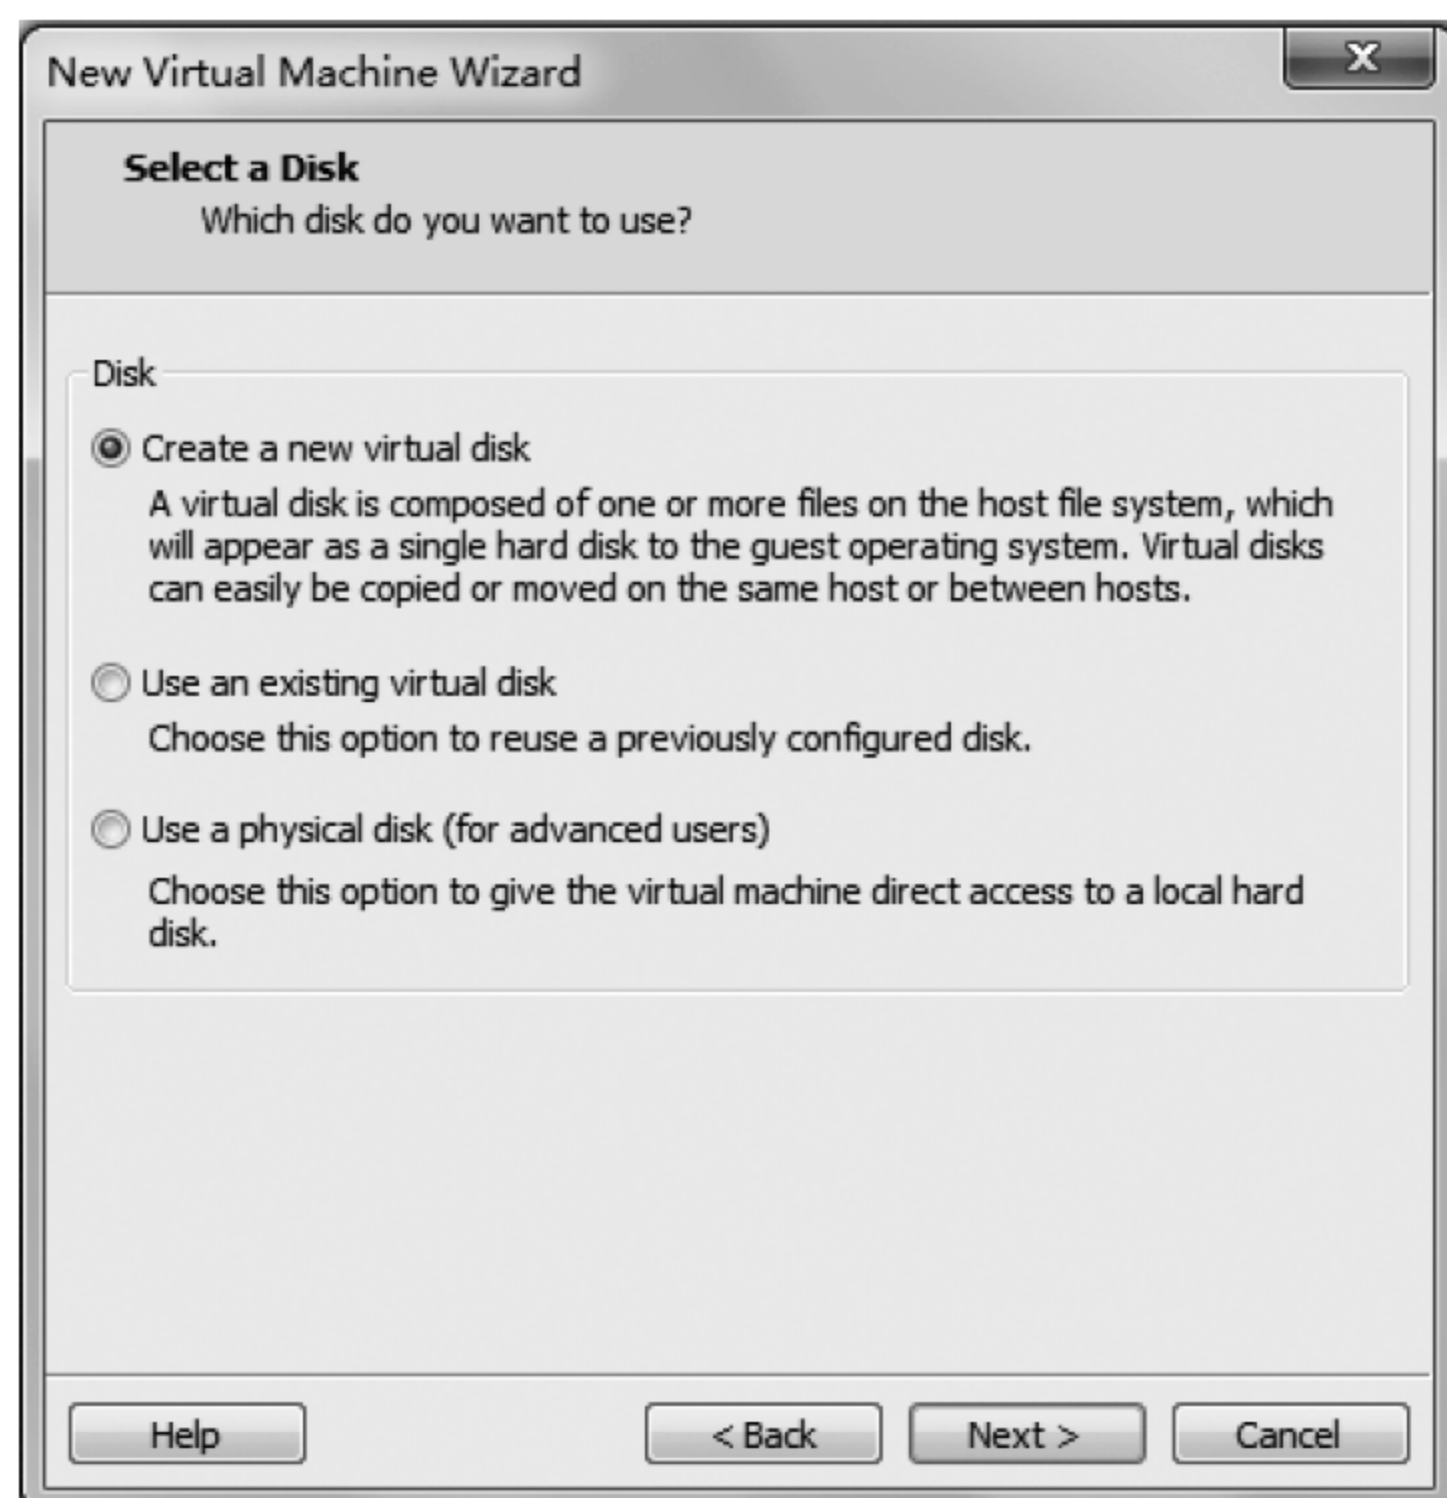 New Virtual Machine Wizard
x
Select a Disk
Which disk do you want to use?
Disk
Create a new virtual disk
A virtual disk is composed of one or more files on the host file system, which
will appear as a single hard disk to the guest operating system. Virtual disks
can easily be copied or moved on the same host or between hosts.
Use an existing virtual disk
Choose this option to reuse a previously configured disk.
Use a physical disk (for advanced users)
Choose this option to give the virtual machine direct access to a local hard
disk.
Help
< Back
Next >
Cancel